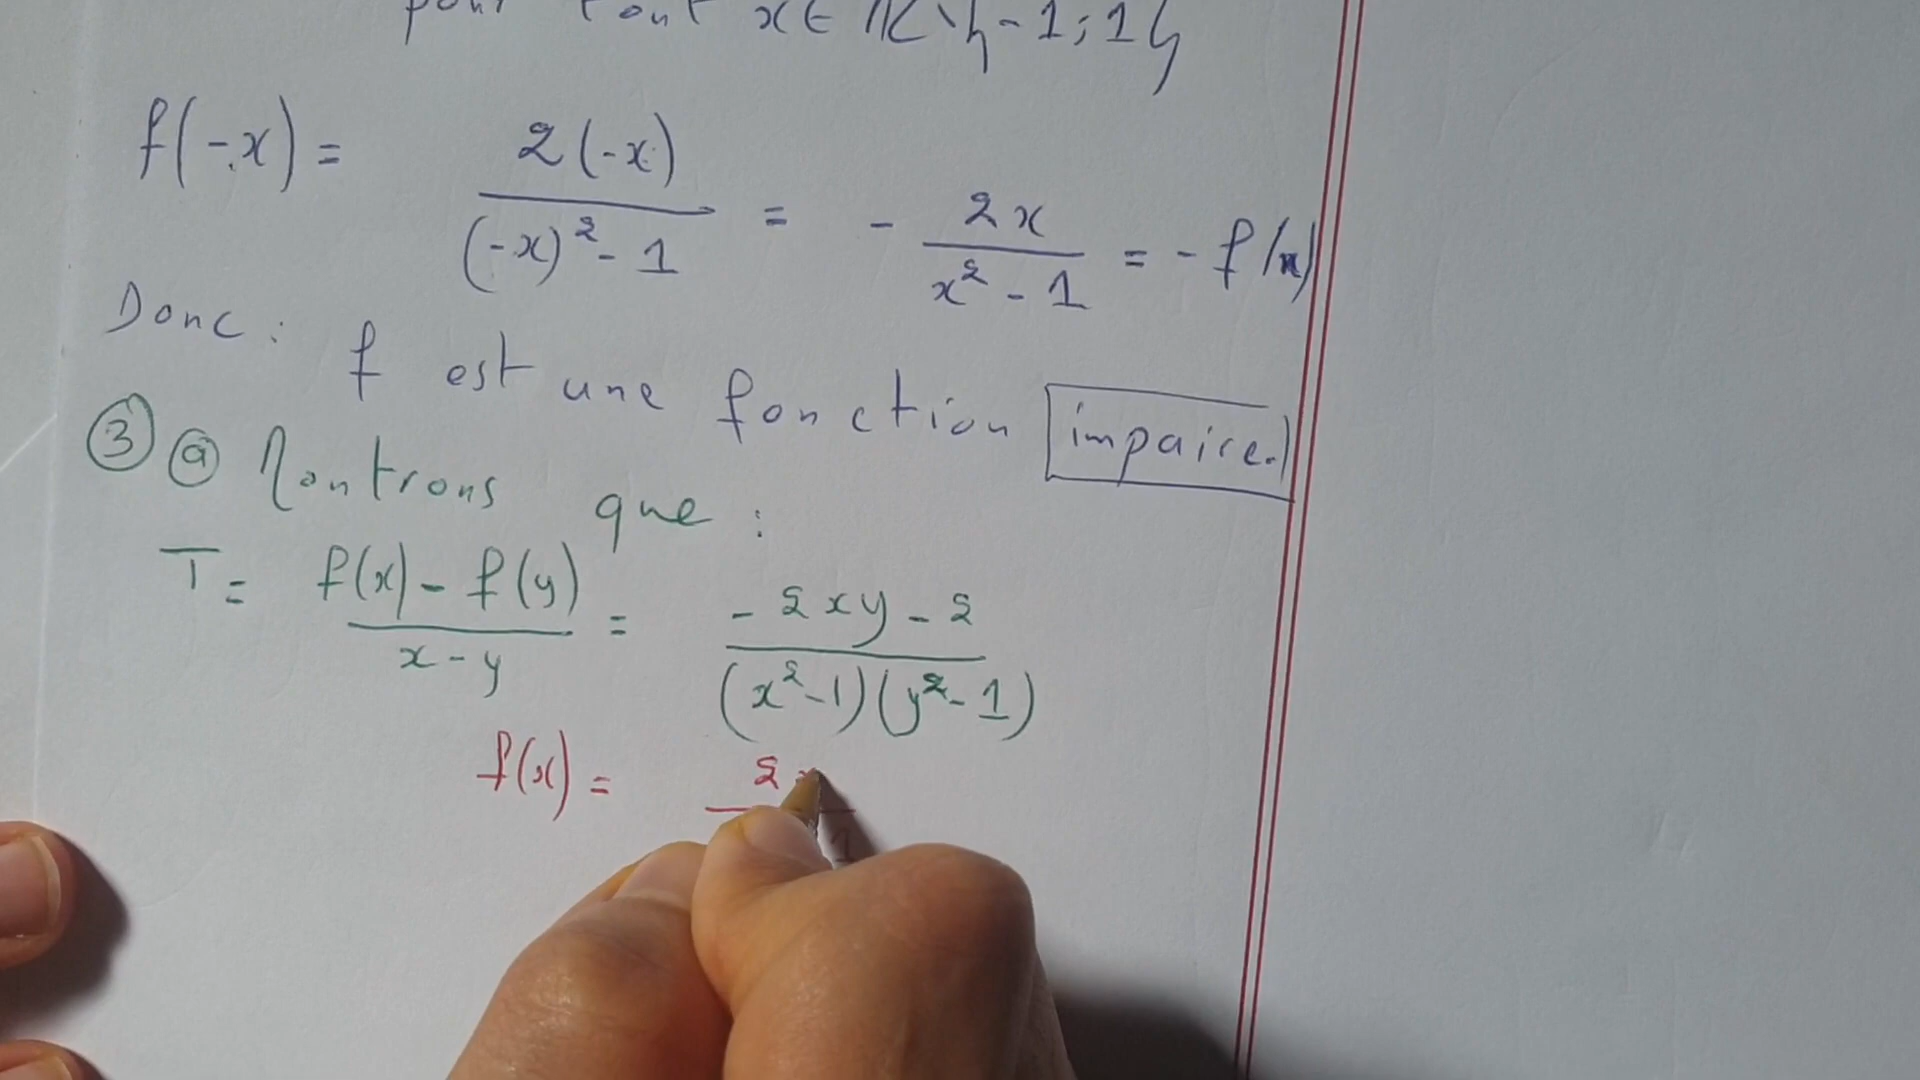 pour tout x ∈ ℝ \ {-1 ; 1}
f(-x) = 2(-x) / ((-x)² - 1) = - 2x / (x² - 1) = - f(x)
Donc : f est une fonction impaire.
③ ⓐ Montrons que :
T = (f(x) - f(y)) / (x - y) = (-2xy - 2) / ((x² - 1)(y² - 1))
f(x) = 2x